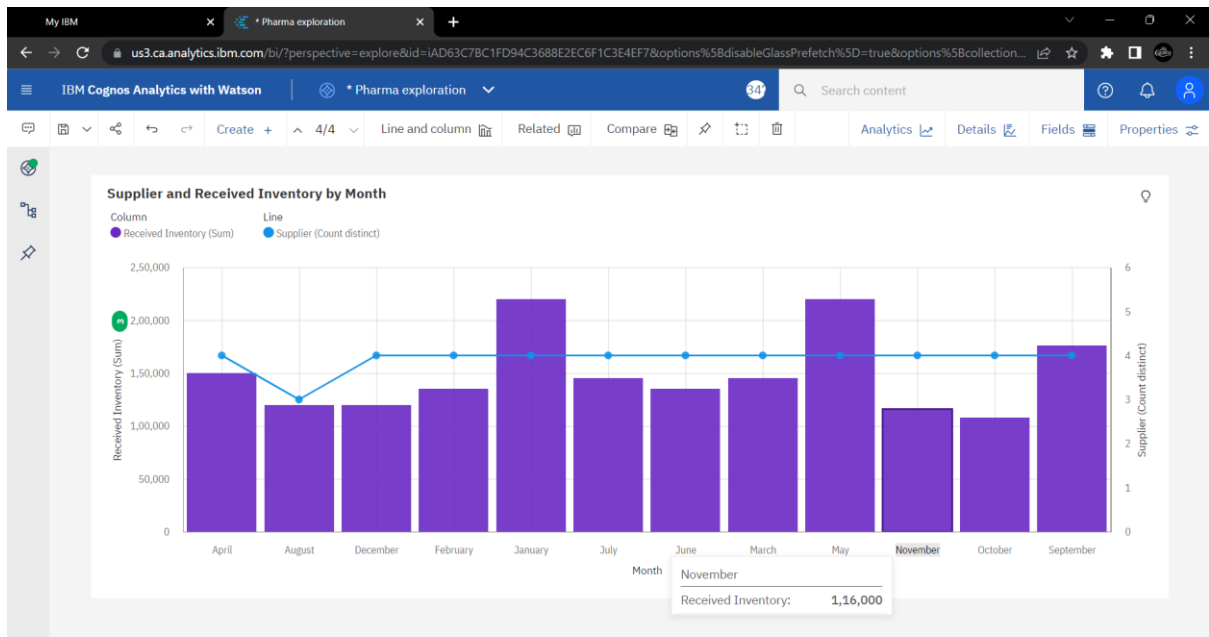 My IBM
* Pharma exploration
us3.ca.analytics.ibm.com/bi/?perspective=explore&id=iAD63C7BC1FD94C3688E2EC6F1C3E4EF7&options%5BdisableGlassPrefetch%5D=true&options%5Bcollection...
IBM Cognos Analytics with Watson
* Pharma exploration
Search content
Create +
4/4
Line and column
Related
Compare
Analytics
Details
Fields
Properties
Supplier and Received Inventory by Month
Column
Line
Received Inventory (Sum)
Supplier (Count distinct)
2,50,000
2,00,000
1,50,000
1,00,000
50,000
0
Received Inventory (Sum)
6
5
4
3
2
1
0
Supplier (Count distinct)
April
August
December
February
January
July
June
March
May
November
October
September
Month
November
Received Inventory: 1,16,000